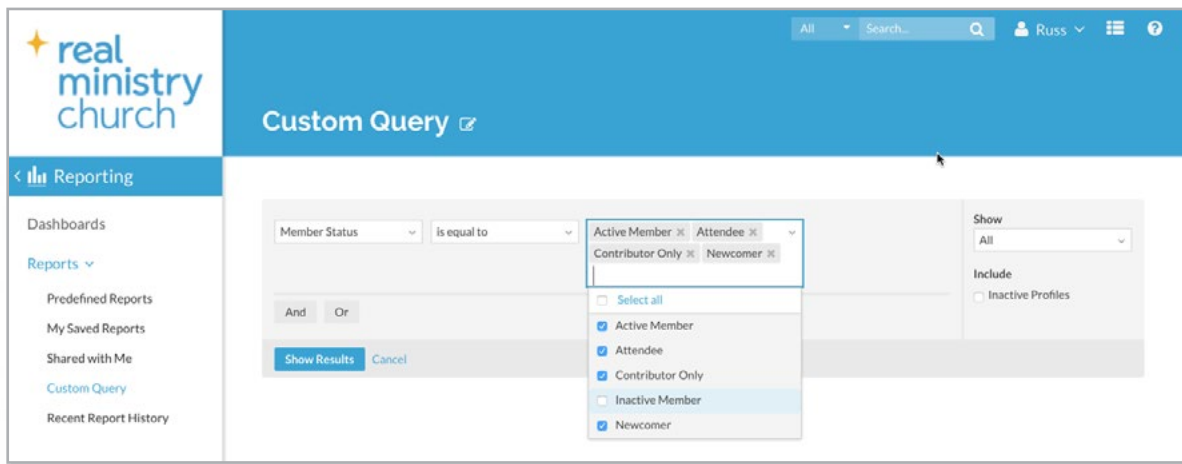 real
ministry
church
All Search... Russ
Custom Query
Reporting
Dashboards
Reports
Predefined Reports
My Saved Reports
Shared with Me
Custom Query
Recent Report History
Member Status is equal to Active Member Attendee
Contributor Only Newcomer
Select all
Active Member
Attendee
Contributor Only
Inactive Member
Newcomer
And Or
Show Results Cancel
Show
All
Include
Inactive Profiles